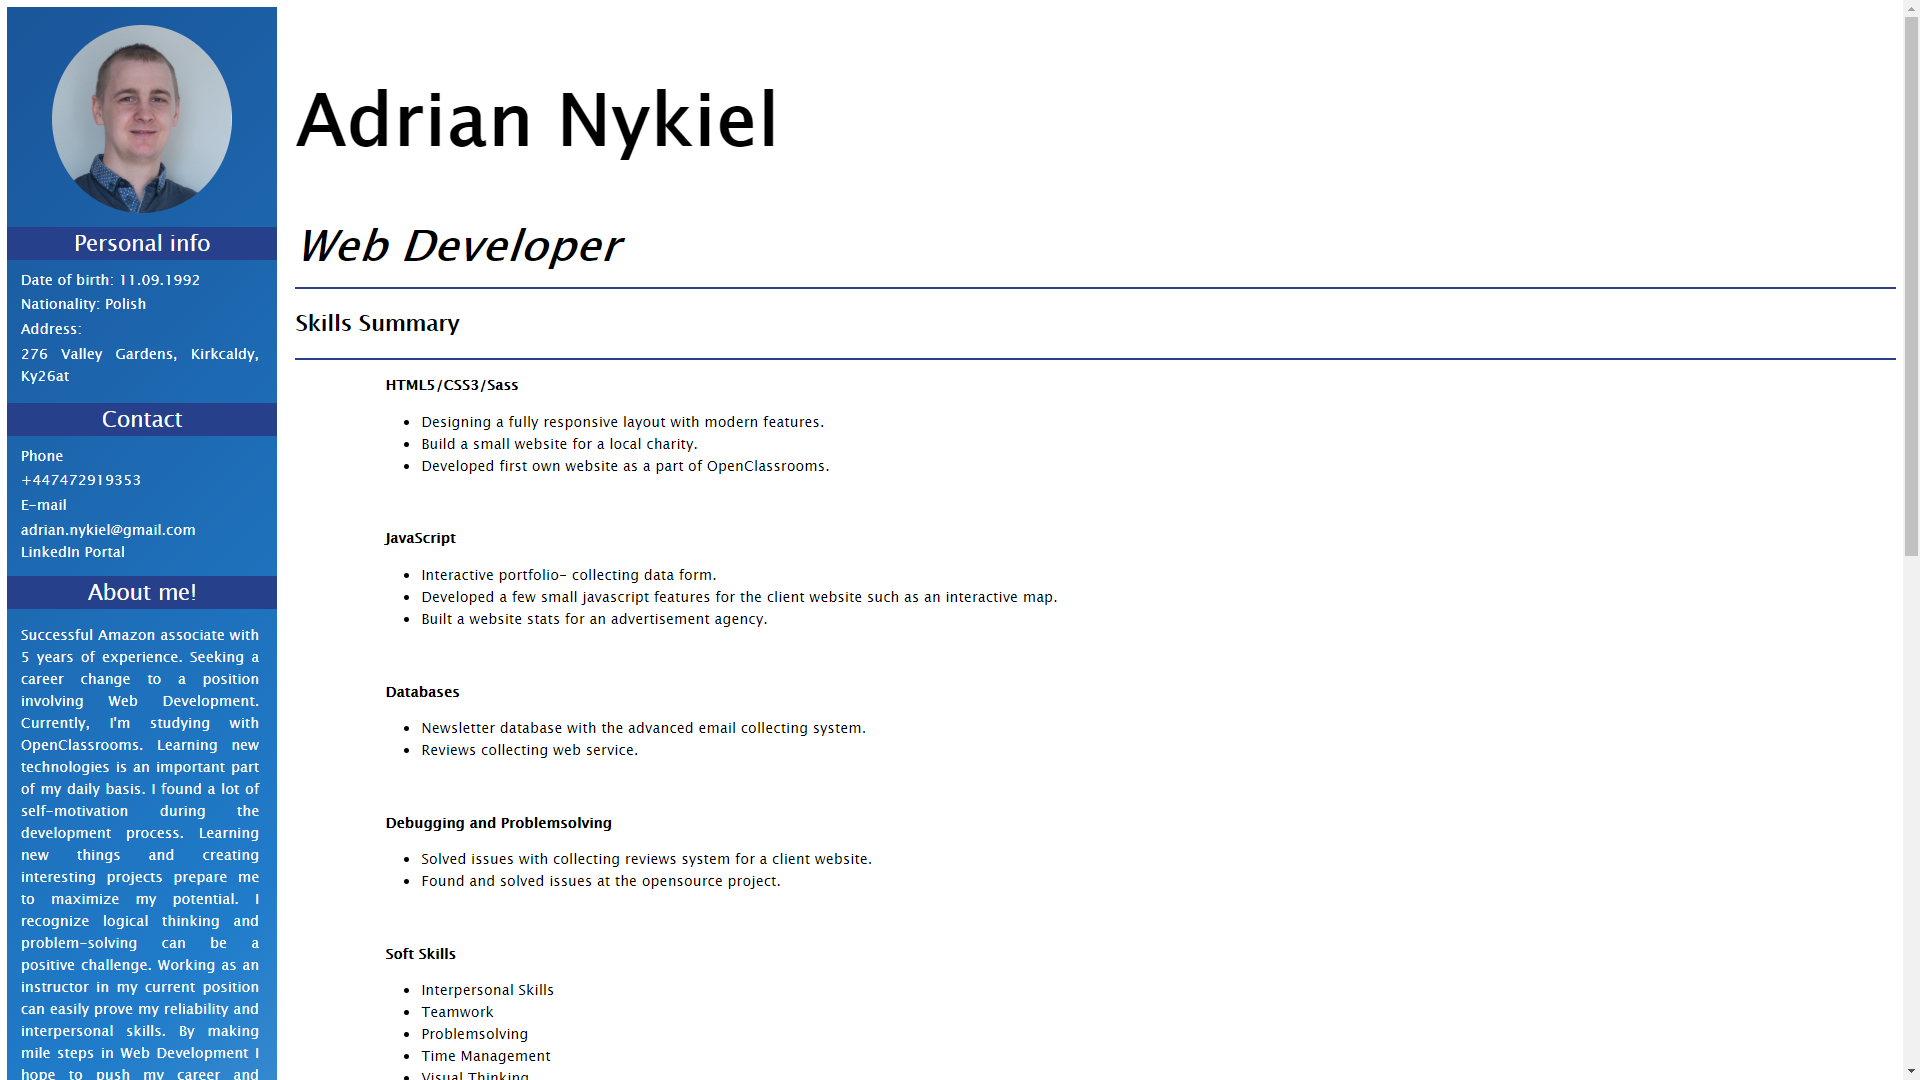 Personal info
Date of birth: 11.09.1992
Nationality: Polish
Address:
276 Valley Gardens, Kirkcaldy,
Ky26at
Contact
Phone
+447472919353
E-mail
adrian.nykiel@gmail.com
LinkedIn Portal
About me!
Successful Amazon associate with
5 years of experience. Seeking a
career change to a position
involving Web Development.
Currently, I'm studying with
OpenClassrooms. Learning new
technologies is an important part
of my daily basis. I found a lot of
self-motivation during the
development process. Learning
new things and creating
interesting projects prepare me
to maximize my potential. I
recognize logical thinking and
problem-solving can be a
positive challenge. Working as an
instructor in my current position
can easily prove my reliability and
interpersonal skills. By making
mile steps in Web Development I
hope to push my career and
Adrian Nykiel
Web Developer
Skills Summary
HTML5/CSS3/Sass
• Designing a fully responsive layout with modern features.
• Build a small website for a local charity.
• Developed first own website as a part of OpenClassrooms.
JavaScript
• Interactive portfolio- collecting data form.
• Developed a few small javascript features for the client website such as an interactive map.
• Built a website stats for an advertisement agency.
Databases
• Newsletter database with the advanced email collecting system.
• Reviews collecting web service.
Debugging and Problemsolving
• Solved issues with collecting reviews system for a client website.
• Found and solved issues at the opensource project.
Soft Skills
• Interpersonal Skills
• Teamwork
• Problemsolving
• Time Management
• Visual Thinking